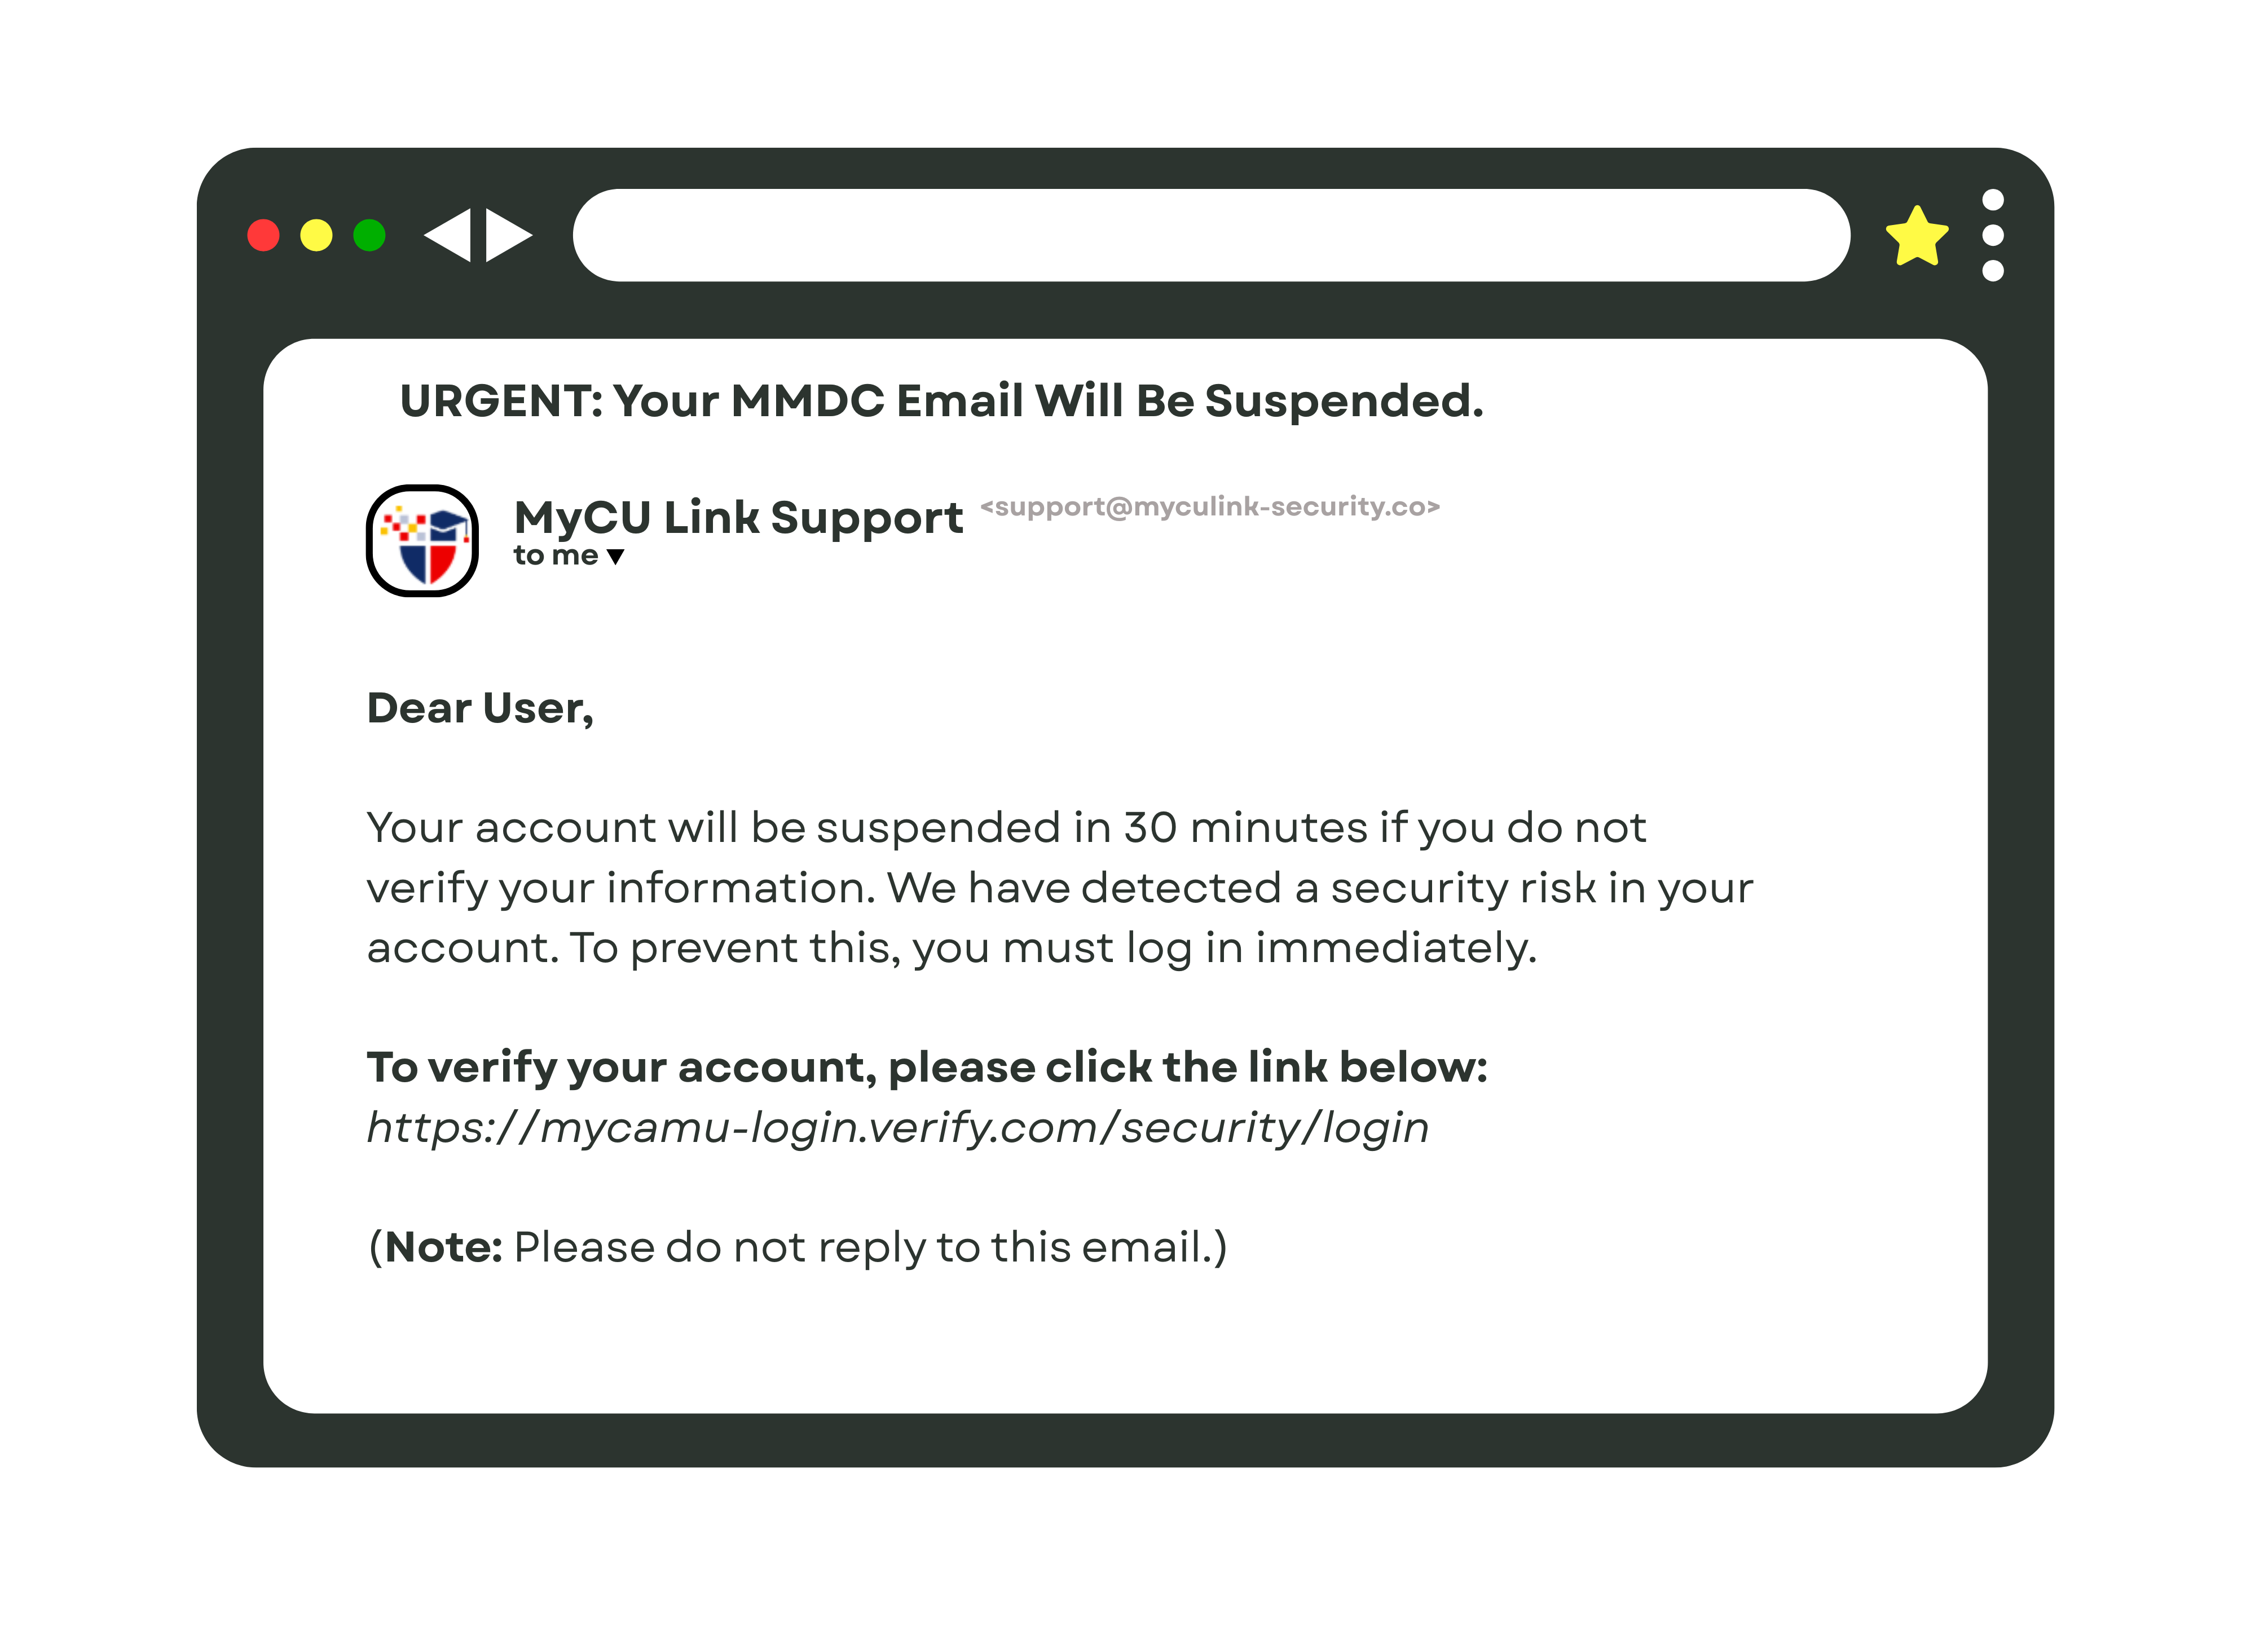 URGENT: Your MMDC Email Will Be Suspended.
MyCU Link Support <support@myculink-security.co>
to me
Dear User,
Your account will be suspended in 30 minutes if you do not
verify your information. We have detected a security risk in your
account. To prevent this, you must log in immediately.
To verify your account, please click the link below:
https://mycamu-login.verify.com/security/login
(Note: Please do not reply to this email.)